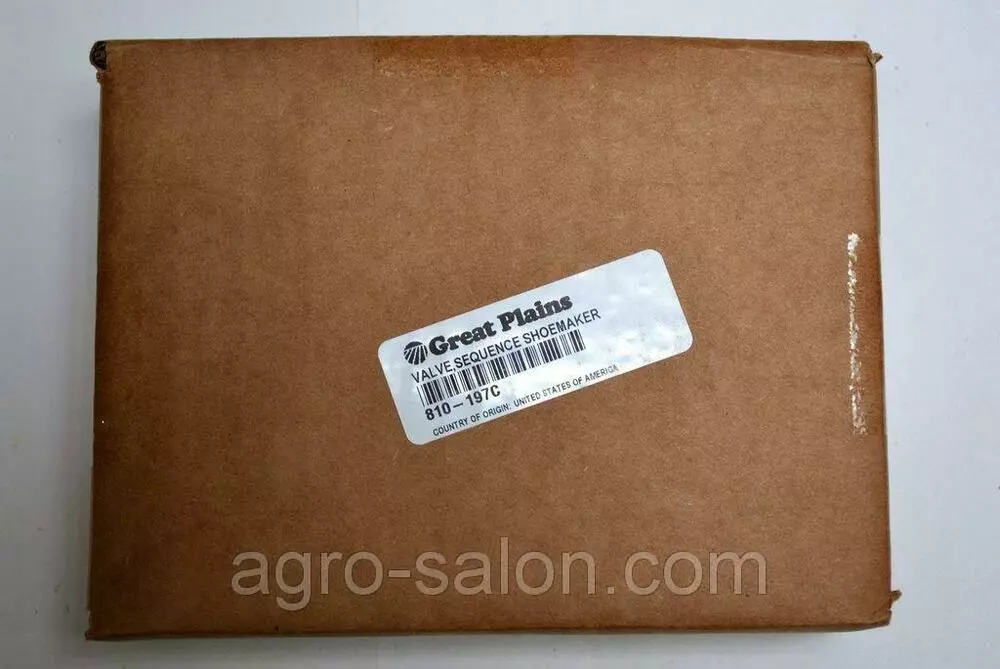 Great Plains
VALVE,SEQUENCE SHOEMAKER
810-197C
COUNTRY OF ORIGIN: UNITED STATES OF AMERICA
agro-salon.com